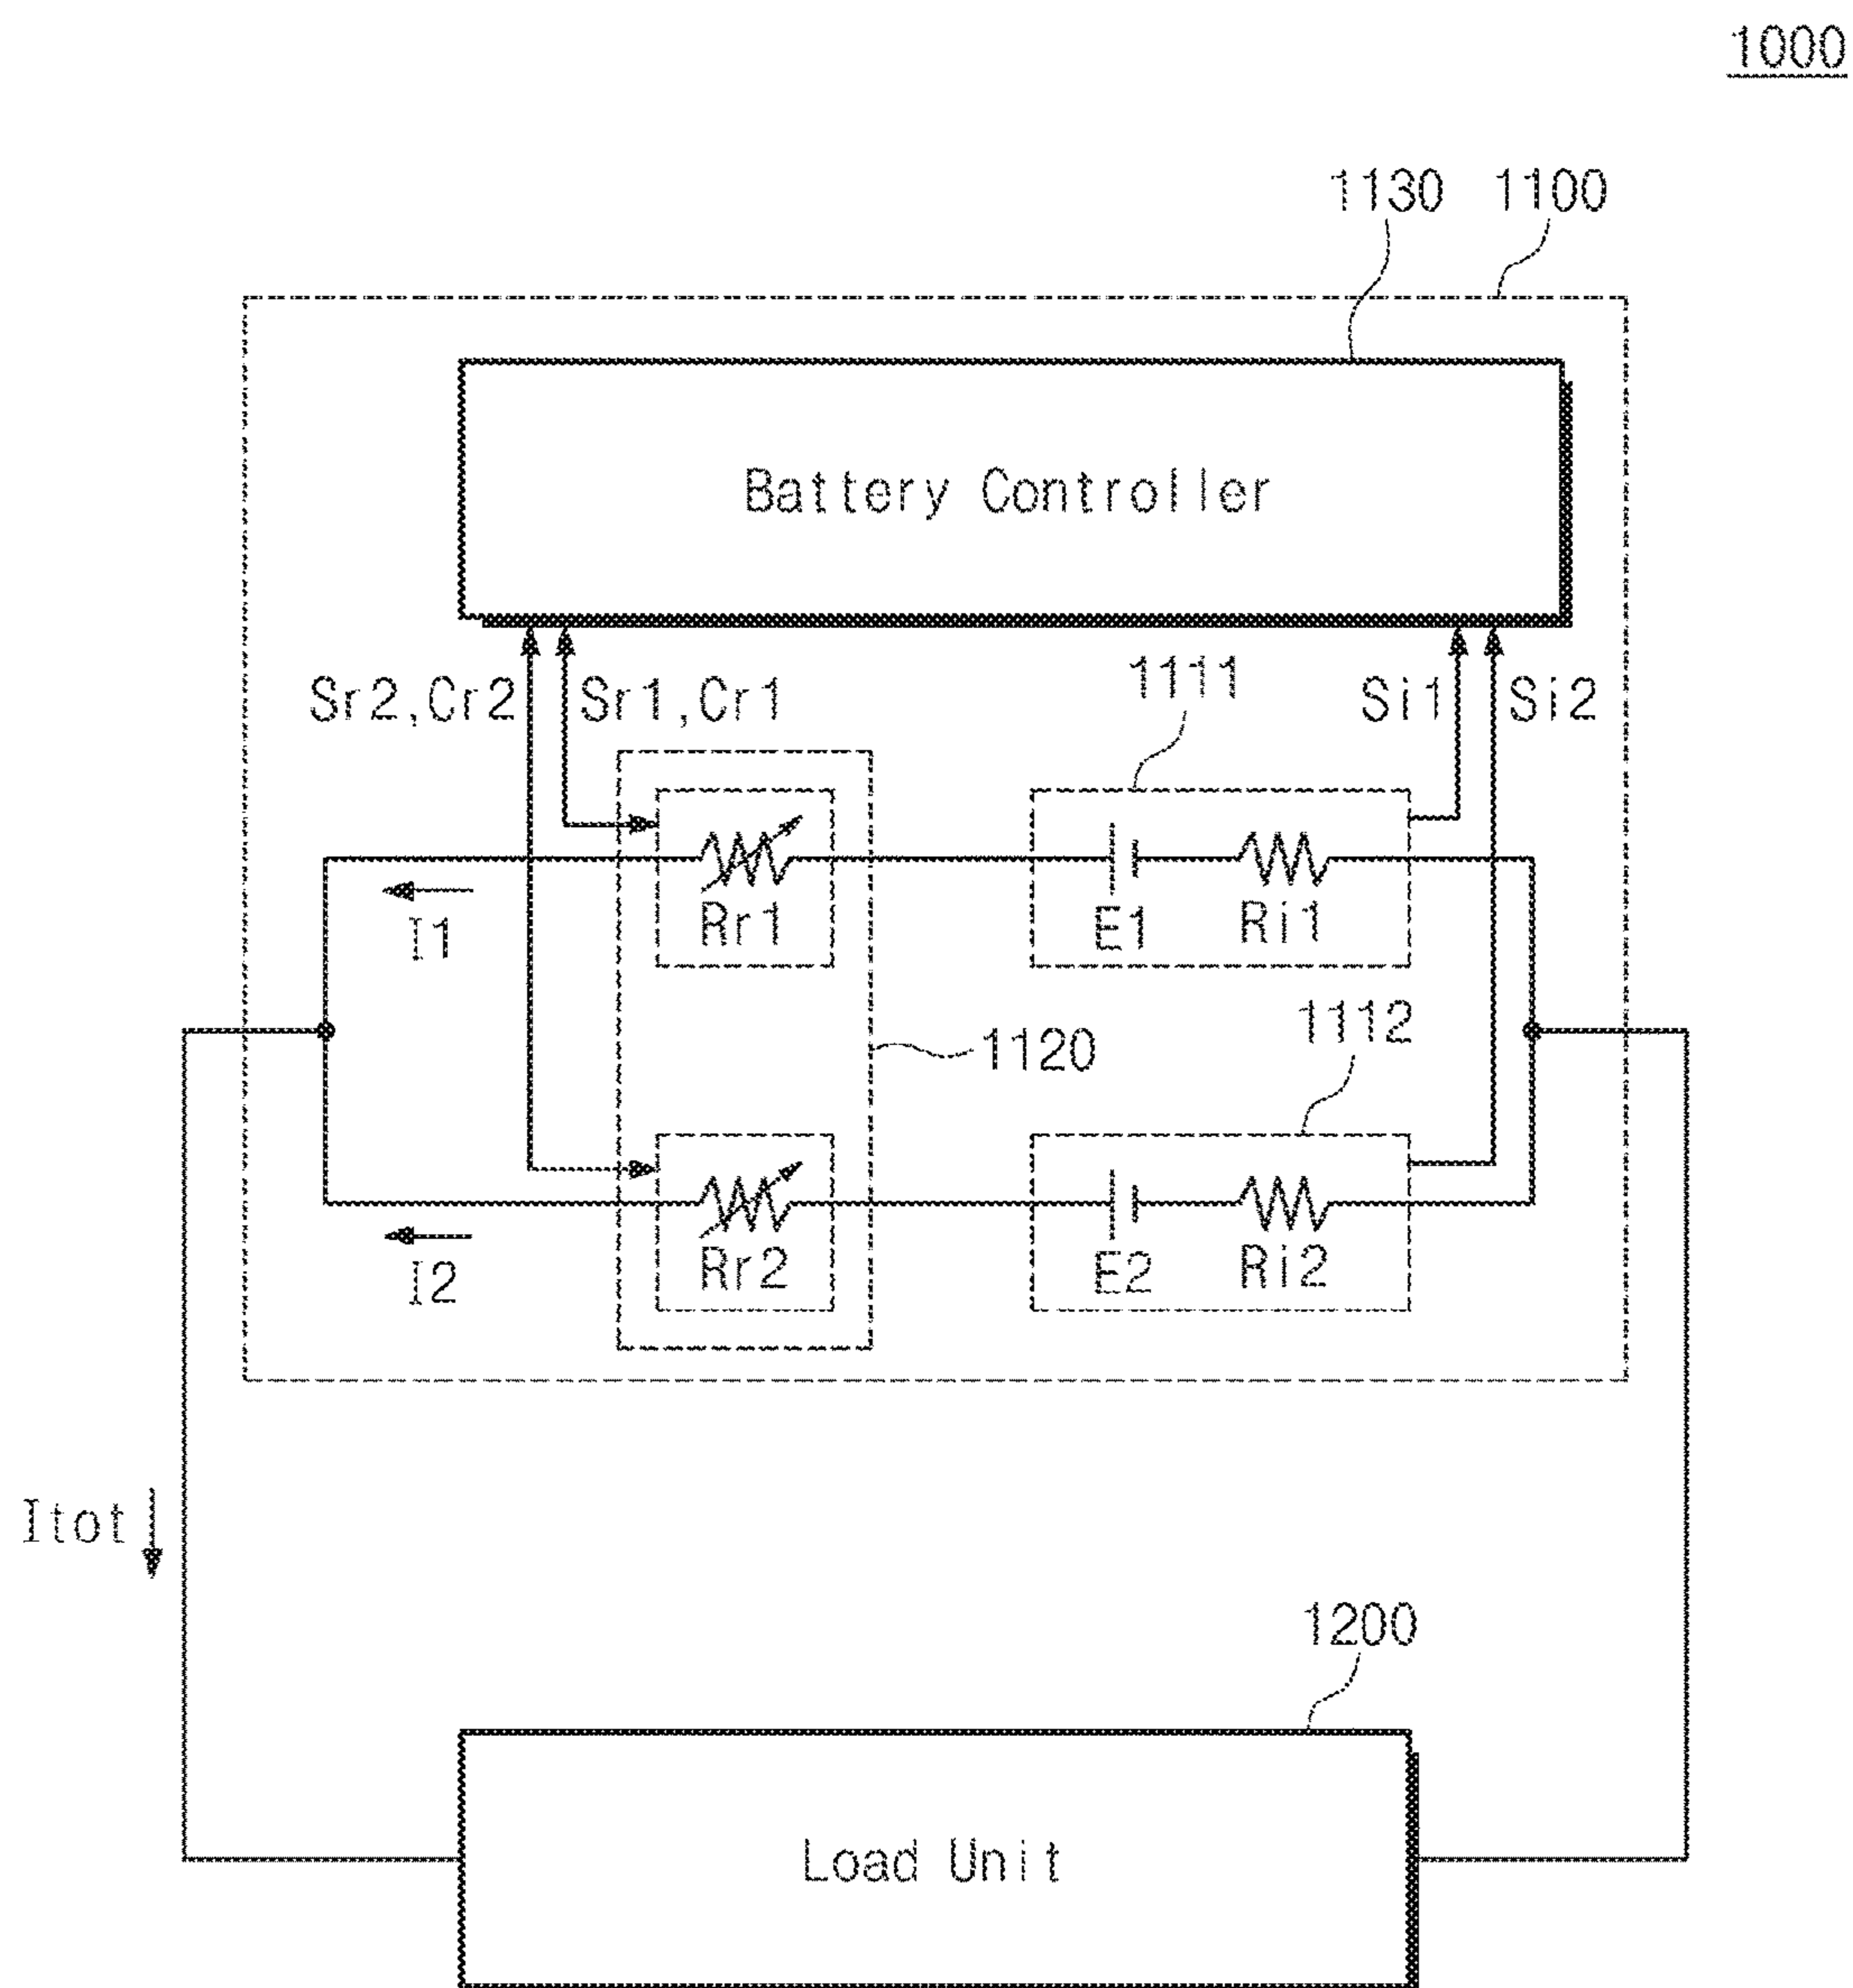 1000
1130 1100
Battery Controller
Sr2,Cr2 Sr1,Cr1 1111 Si1 Si2
I1 Rr1 E1 Ri1
1120 1112
I2 Rr2 E2 Ri2
Itot
1200
Load Unit